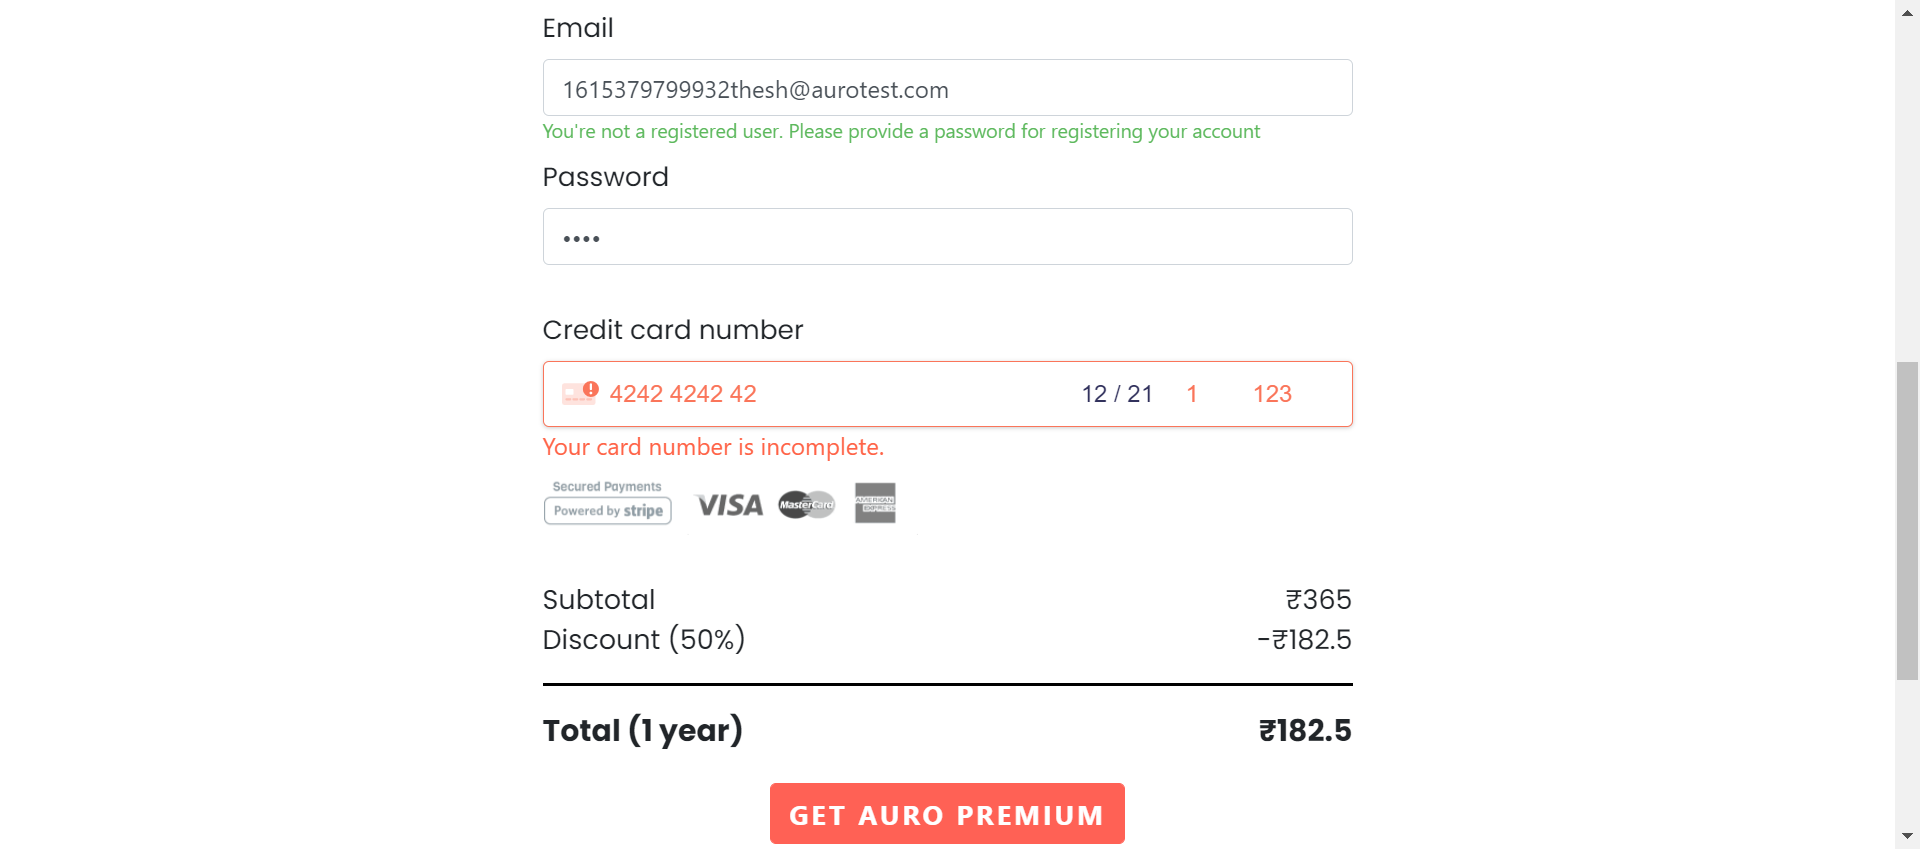 Email
1615379799932thesh@aurotest.com
You're not a registered user. Please provide a password for registering your account
Password
••••
Credit card number
4242 4242 42 12 / 21 1 123
Your card number is incomplete.
Secured Payments
Powered by stripe
VISA MasterCard AMERICAN EXPRESS
Subtotal ₹365
Discount (50%) -₹182.5
Total (1 year) ₹182.5
GET AURO PREMIUM